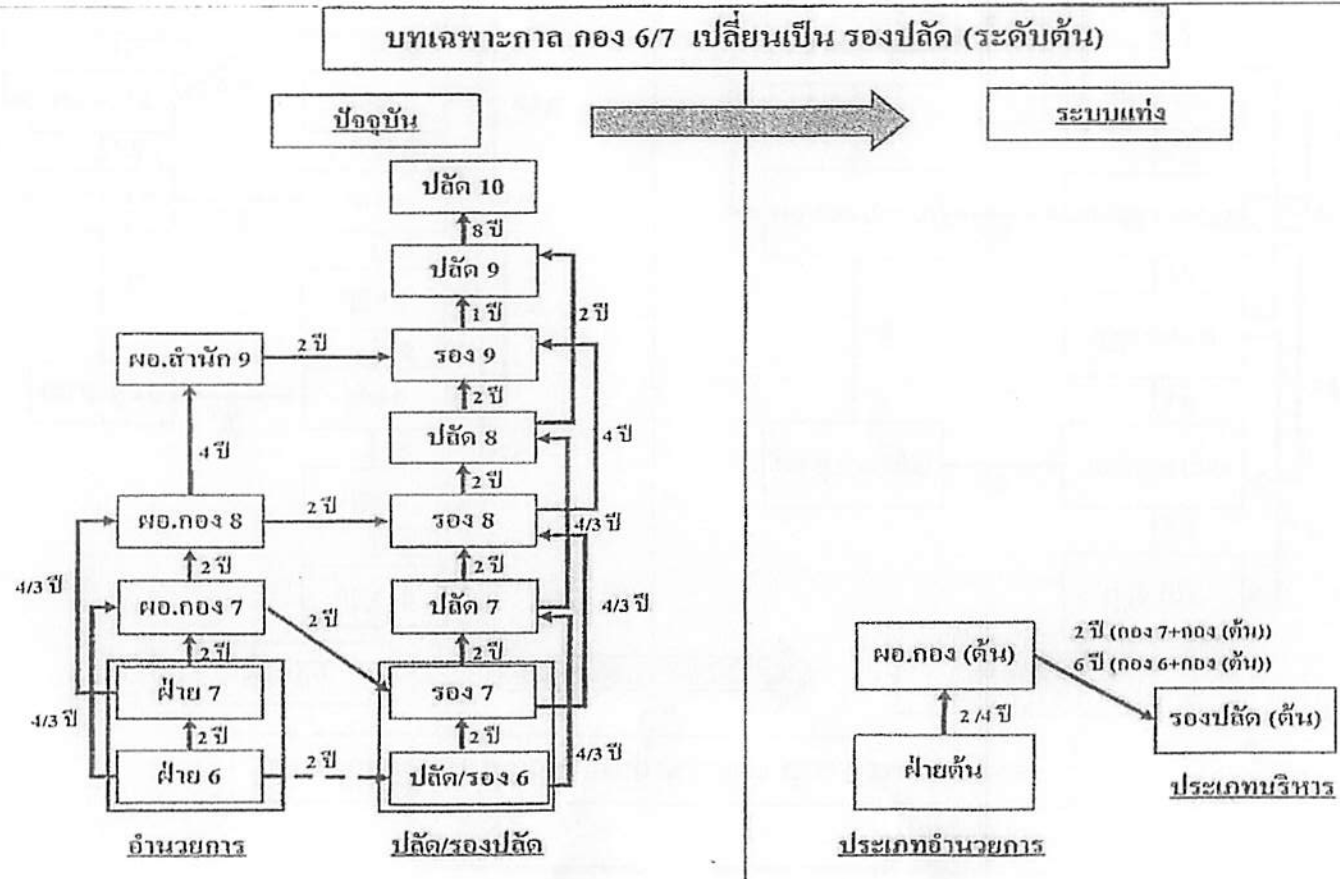 บทเฉพาะกาล กอง 6/7 เปลี่ยนเป็น รองปลัด (ระดับต้น)
ปัจจุบัน
ระบบแท่ง
ปลัด 10
8 ปี
ปลัด 9
1 ปี
2 ปี
ผอ.สำนัก 9
2 ปี
รอง 9
2 ปี
ปลัด 8
4 ปี
4 ปี
2 ปี
ผอ.กอง 8
2 ปี
รอง 8
4/3 ปี
2 ปี
2 ปี
4/3 ปี
ผอ.กอง 7
2 ปี
ปลัด 7
4/3 ปี
2 ปี
2 ปี
ฝ่าย 7
รอง 7
4/3 ปี
2 ปี
2 ปี
4/3 ปี
ฝ่าย 6
2 ปี
ปลัด/รอง 6
อำนวยการ
ปลัด/รองปลัด
ผอ.กอง (ต้น)
2 ปี (กอง 7+กอง (ต้น))
6 ปี (กอง 6+กอง (ต้น))
2 /4 ปี
รองปลัด (ต้น)
ฝ่ายต้น
ประเภทบริหาร
ประเภทอำนวยการ